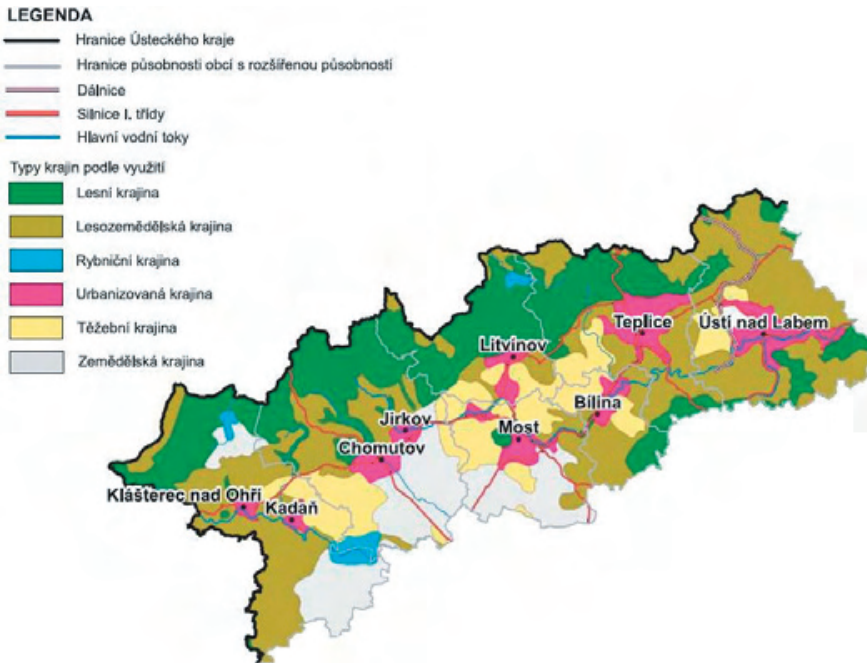 LEGENDA
Hranice Ústeckého kraje
Hranice působnosti obcí s rozšířenou působností
Dálnice
Silnice I. třídy
Hlavní vodní toky
Typy krajin podle využití
Lesní krajina
Lesozemědělská krajina
Rybniční krajina
Urbanizovaná krajina
Těžební krajina
Zemědělská krajina
Teplice
Ústí nad Labem
Litvínov
Bílina
Jirkov
Most
Chomutov
Klášterec nad Ohří
Kadaň